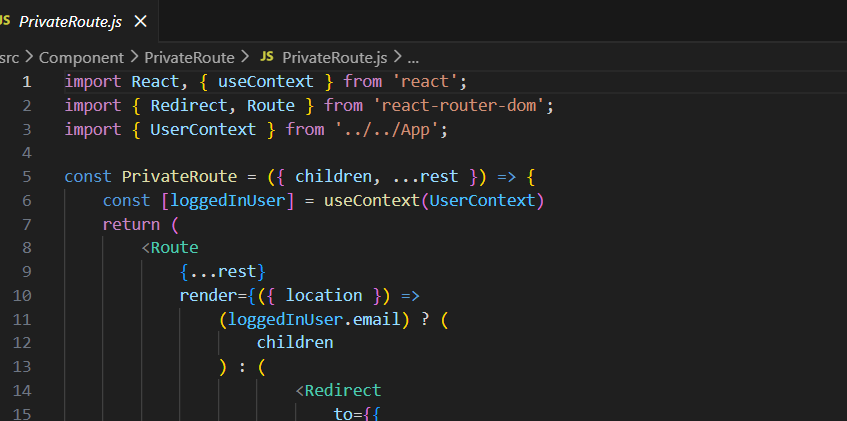 JS PrivateRoute.js ×
src > Component > PrivateRoute > JS PrivateRoute.js > ...
1 import React, { useContext } from 'react';
2 import { Redirect, Route } from 'react-router-dom';
3 import { UserContext } from '../../App';
4
5 const PrivateRoute = ({ children, ...rest }) => {
6 const [loggedInUser] = useContext(UserContext)
7 return (
8 <Route
9 {...rest}
10 render={({ location }) =>
11 (loggedInUser.email) ? (
12 children
13 ) : (
14 <Redirect
15 to={{